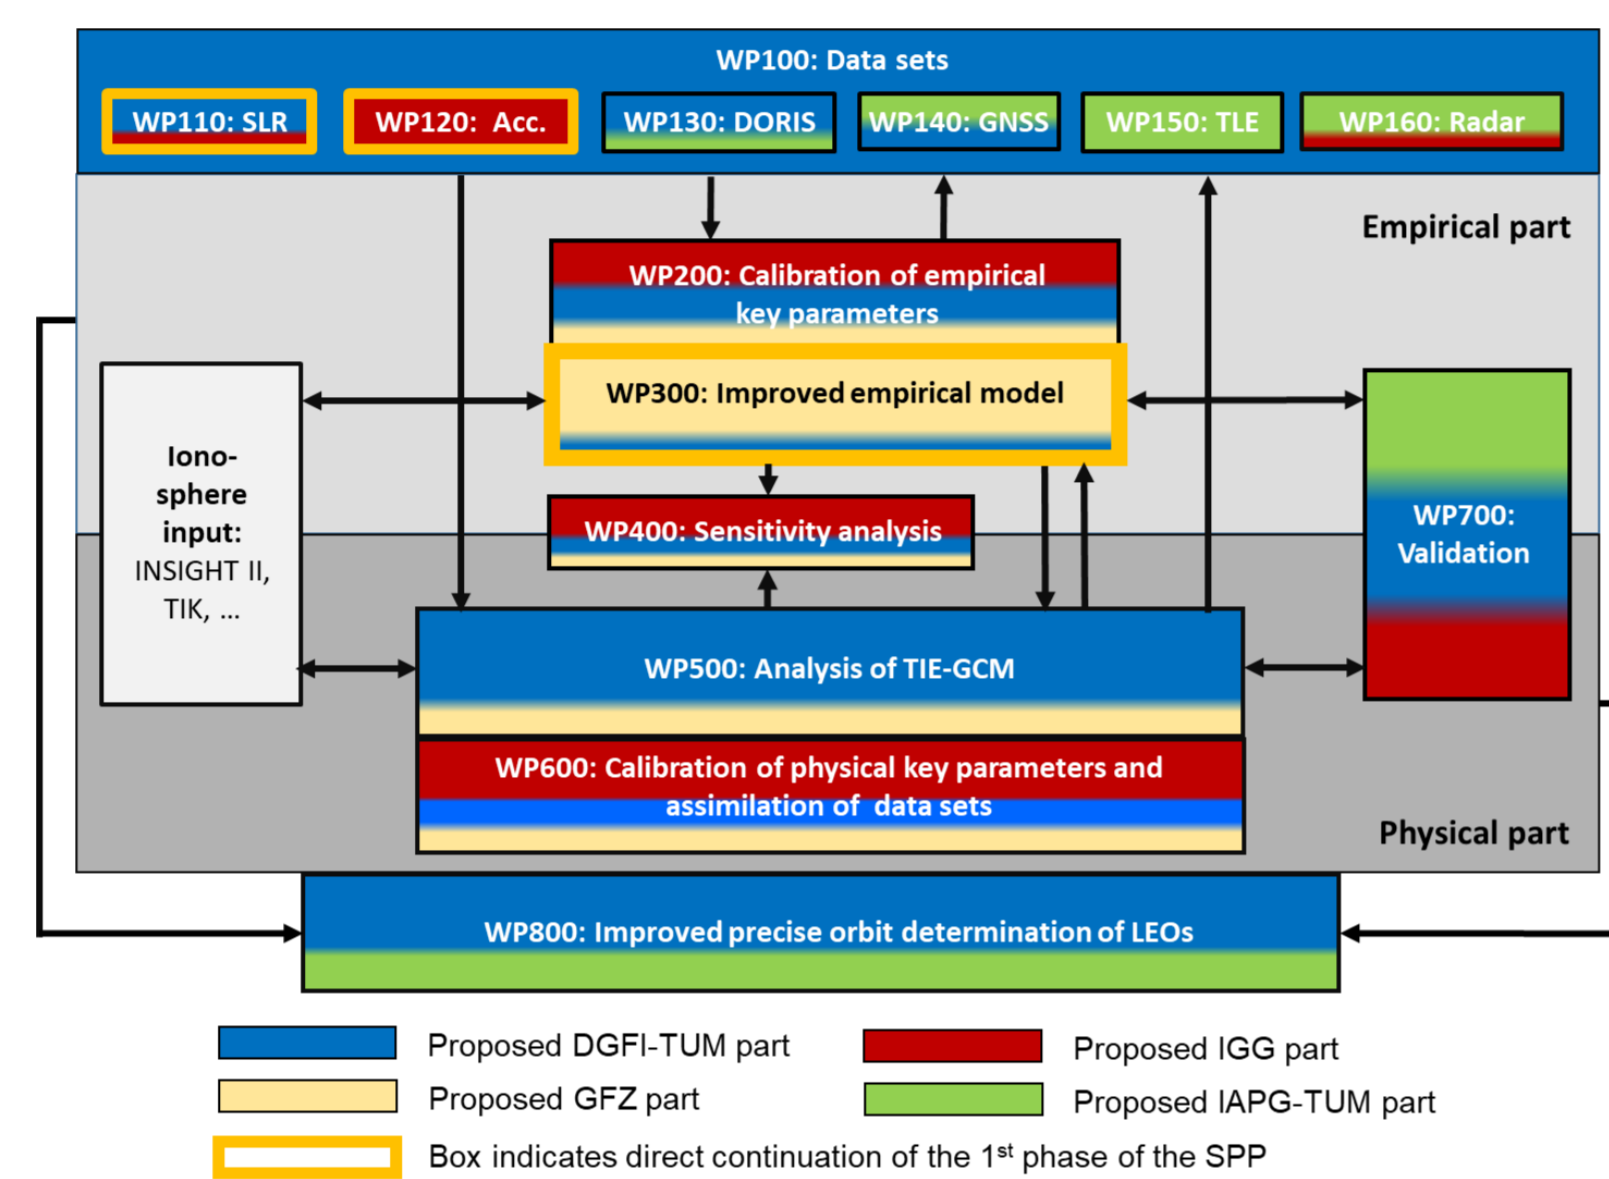 WP100: Data sets
WP110: SLR
WP120: Acc.
WP130: DORIS
WP140: GNSS
WP150: TLE
WP160: Radar
Empirical part
WP200: Calibration of empirical
key parameters
WP300: Improved empirical model
Iono-
sphere
input:
INSIGHT II,
TIK, ...
WP400: Sensitivity analysis
WP700:
Validation
WP500: Analysis of TIE-GCM
WP600: Calibration of physical key parameters and
assimilation of data sets
Physical part
WP800: Improved precise orbit determination of LEOs
Proposed DGFI-TUM part
Proposed IGG part
Proposed GFZ part
Proposed IAPG-TUM part
Box indicates direct continuation of the 1st phase of the SPP